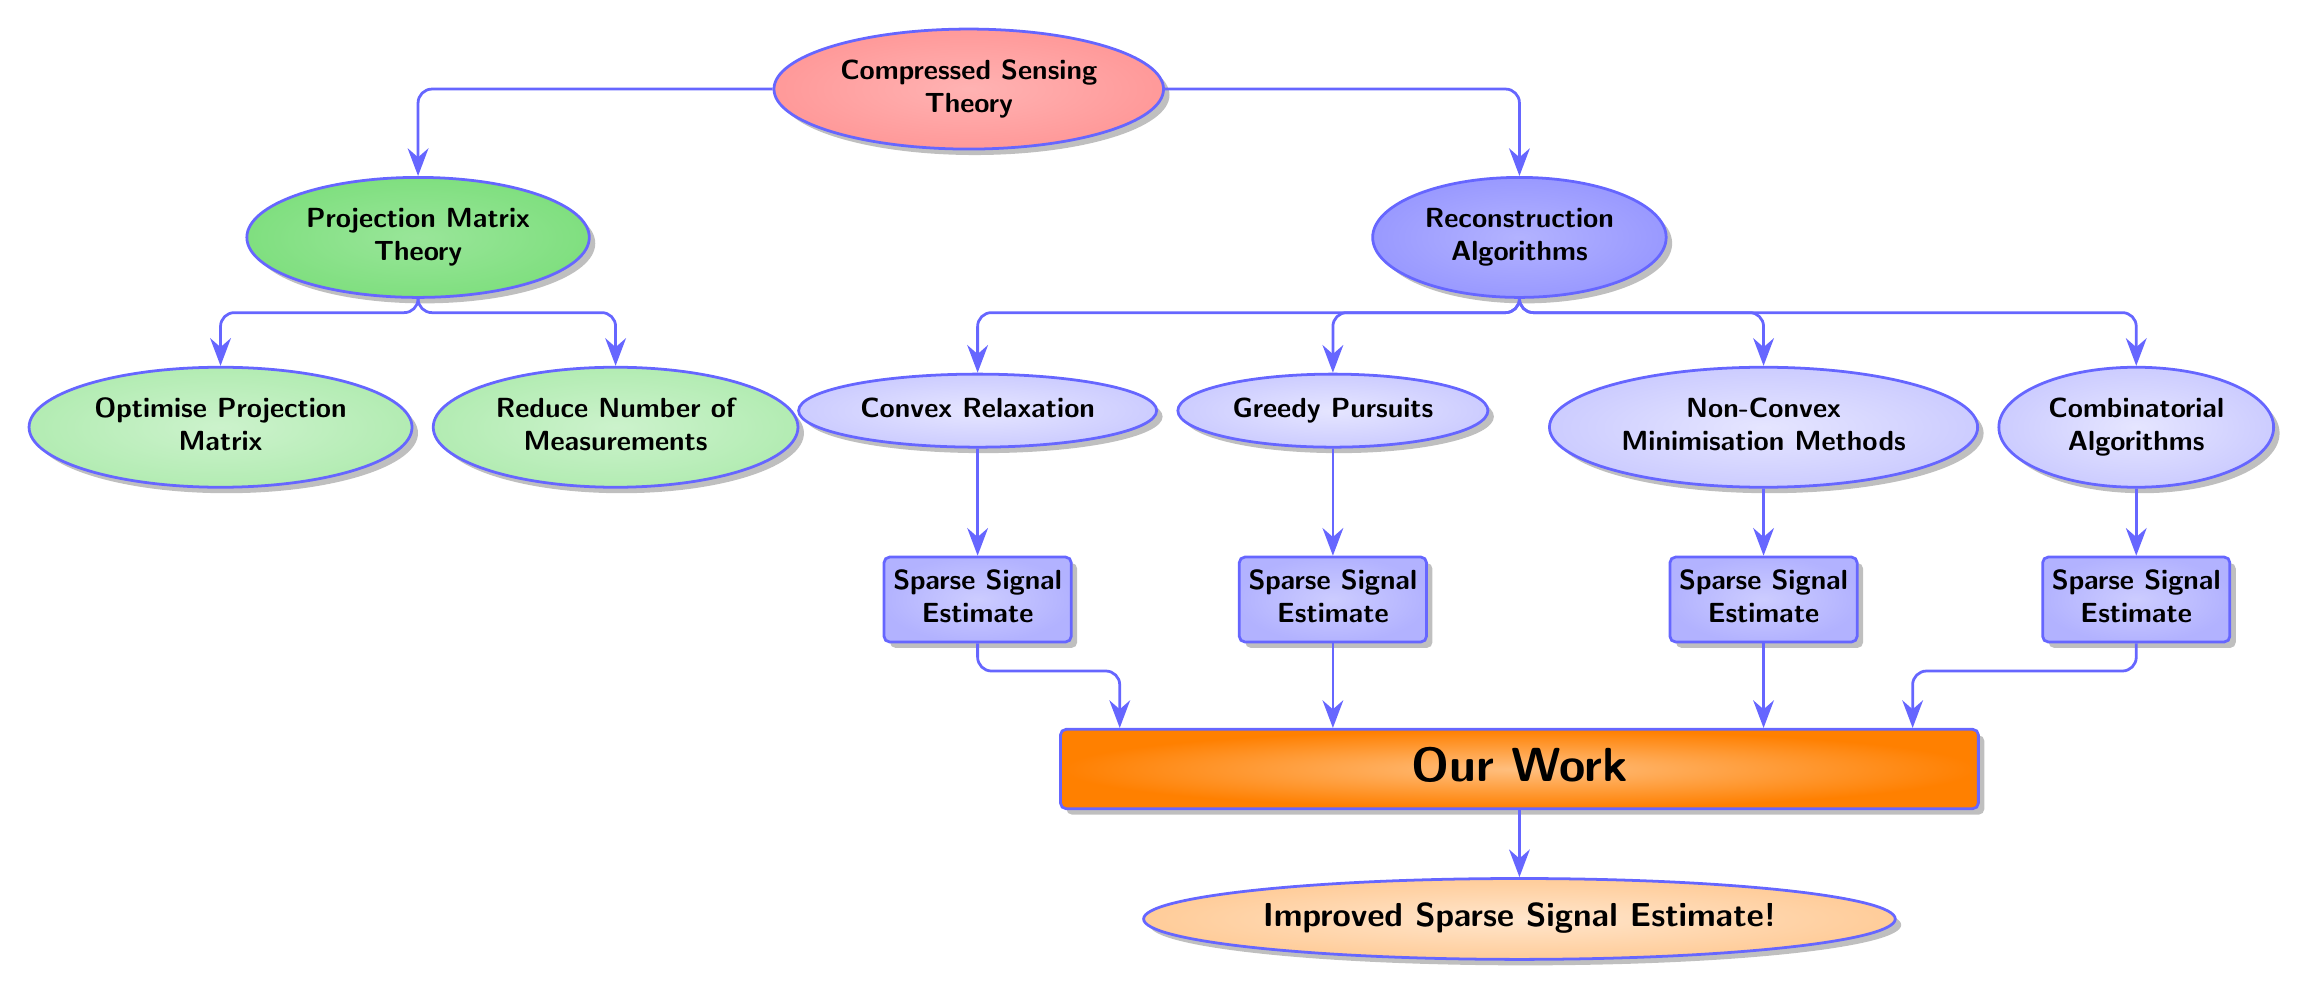 Compressed Sensing
Theory
Projection Matrix
Theory
Reconstruction
Algorithms
Optimise Projection
Matrix
Reduce Number of
Measurements
Convex Relaxation
Greedy Pursuits
Non-Convex
Minimisation Methods
Combinatorial
Algorithms
Sparse Signal
Estimate
Sparse Signal
Estimate
Sparse Signal
Estimate
Sparse Signal
Estimate
Our Work
Improved Sparse Signal Estimate!